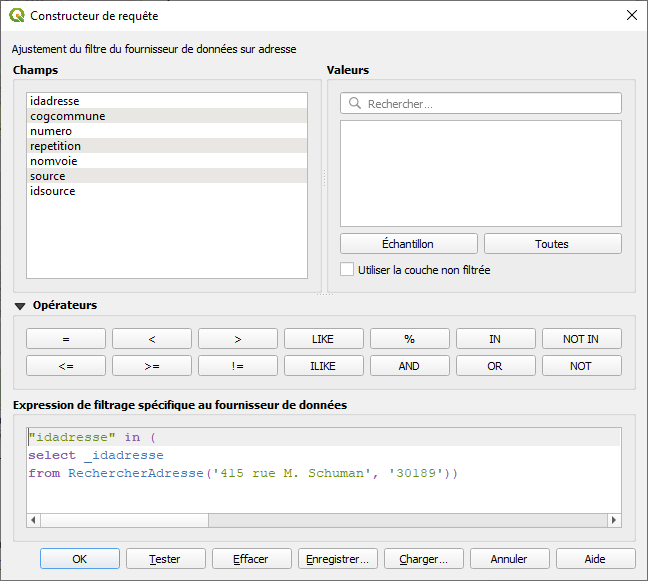 Constructeur de requête
Ajustement du filtre du fournisseur de données sur adresse
Champs
idadresse
cogcommune
numero
repetition
nomvoie
source
idsource
Valeurs
Rechercher...
Échantillon Toutes
Utiliser la couche non filtrée
Opérateurs
= < > LIKE % IN NOT IN
<= >= != ILIKE AND OR NOT
Expression de filtrage spécifique au fournisseur de données
"idadresse" in (
select _idadresse
from RechercherAdresse('415 rue M. Schuman', '30189'))
OK Tester Effacer Enregistrer... Charger... Annuler Aide